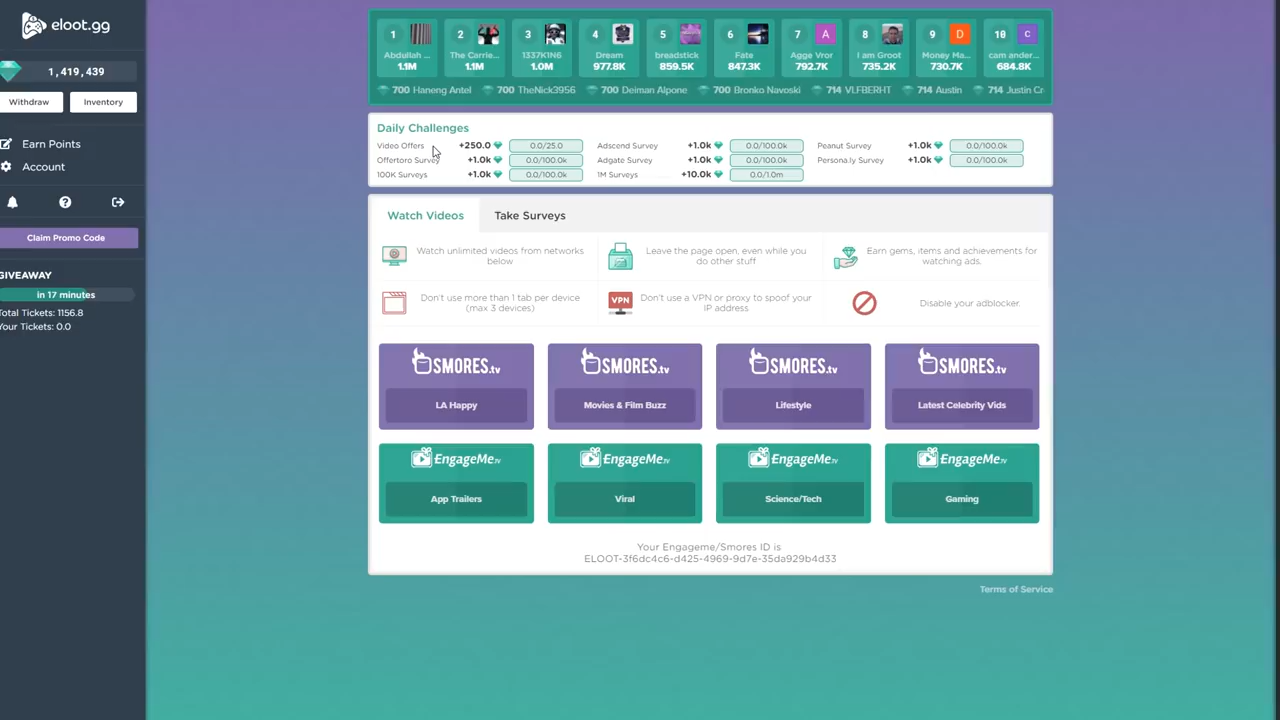 eloot.gg
1,419,439
Withdraw
Inventory
Earn Points
Account
Claim Promo Code
GIVEAWAY
in 17 minutes
Total Tickets: 1156.8
Your Tickets: 0.0
1
Abdullah ...
1.1M
2
The Carrie...
1.1M
3
1337K1N6
1.0M
4
Dream
977.8K
5
breadstick
859.5K
6
Fate
847.3K
7
A
Agge Vror
792.7K
8
I am Groot
735.2K
9
D
Money Ma...
730.7K
10
C
cam ander...
684.8K
700 Haneng Antel
700 TheNick3956
700 Deiman Alpone
700 Bronko Navoski
714 VLFBERHT
714 Austin
714 Justin Cr
Daily Challenges
Video Offers +250.0 0.0/25.0
Adscend Survey +1.0k 0.0/100.0k
Peanut Survey +1.0k 0.0/100.0k
Offertoro Survey +1.0k 0.0/100.0k
Adgate Survey +1.0k 0.0/100.0k
Persona.ly Survey +1.0k 0.0/100.0k
100K Surveys +1.0k 0.0/100.0k
1M Surveys +10.0k 0.0/1.0m
Watch Videos
Take Surveys
Watch unlimited videos from networks
below
Leave the page open, even while you
do other stuff
Earn gems, items and achievements for
watching ads.
Don't use more than 1 tab per device
(max 3 devices)
VPN
Don't use a VPN or proxy to spoof your
IP address
Disable your adblocker.
SMORES.tv
LA Happy
SMORES.tv
Movies & Film Buzz
SMORES.tv
Lifestyle
SMORES.tv
Latest Celebrity Vids
EngageMe.TV
App Trailers
EngageMe.TV
Viral
EngageMe.TV
Science/Tech
EngageMe.TV
Gaming
Your Engageme/Smores ID is
ELOOT-3f6dc4c6-d425-4969-9d7e-35da929b4d33
Terms of Service